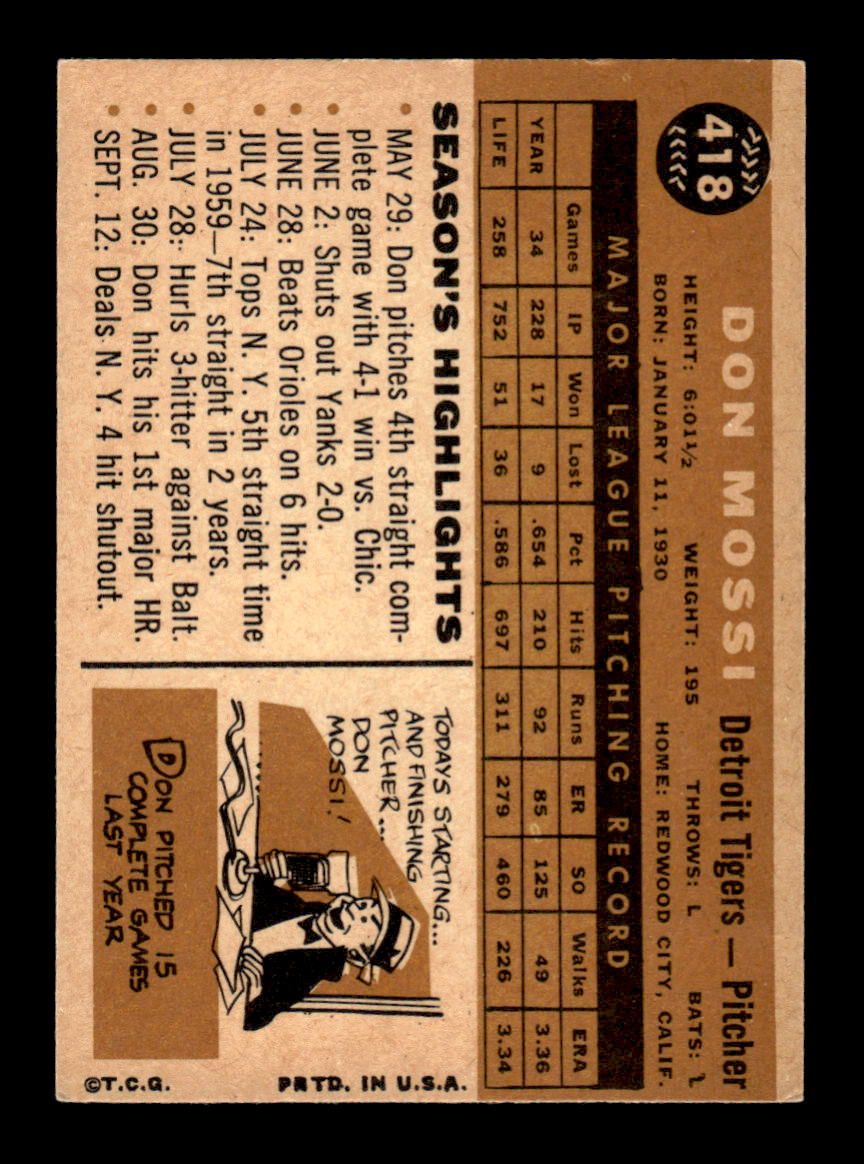 418
DON MOSSI Detroit Tigers — Pitcher
HEIGHT: 6:01½ WEIGHT: 195 THROWS: L BATS: L
BORN: JANUARY 11, 1930 HOME: REDWOOD CITY, CALIF.
MAJOR LEAGUE PITCHING RECORD
Games IP Won Lost Pct Hits Runs ER SO Walks ERA
YEAR 34 228 17 9 .654 210 92 85 125 49 3.36
LIFE 258 752 51 36 .586 697 311 279 460 226 3.34
SEASON'S HIGHLIGHTS
• MAY 29: Don pitches 4th straight com-
plete game with 4-1 win vs. Chic.
• JUNE 2: Shuts out Yanks 2-0.
• JUNE 28: Beats Orioles on 6 hits.
• JULY 24: Tops N. Y. 5th straight time
in 1959—7th straight in 2 years.
• JULY 28: Hurls 3-hitter against Balt.
• AUG. 30: Don hits his 1st major HR.
• SEPT. 12: Deals N. Y. 4 hit shutout.
TODAYS STARTING...
AND FINISHING
PITCHER...
DON
MOSSI!
DON PITCHED 15
COMPLETE GAMES
LAST YEAR
©T.C.G. PRTD. IN U.S.A.